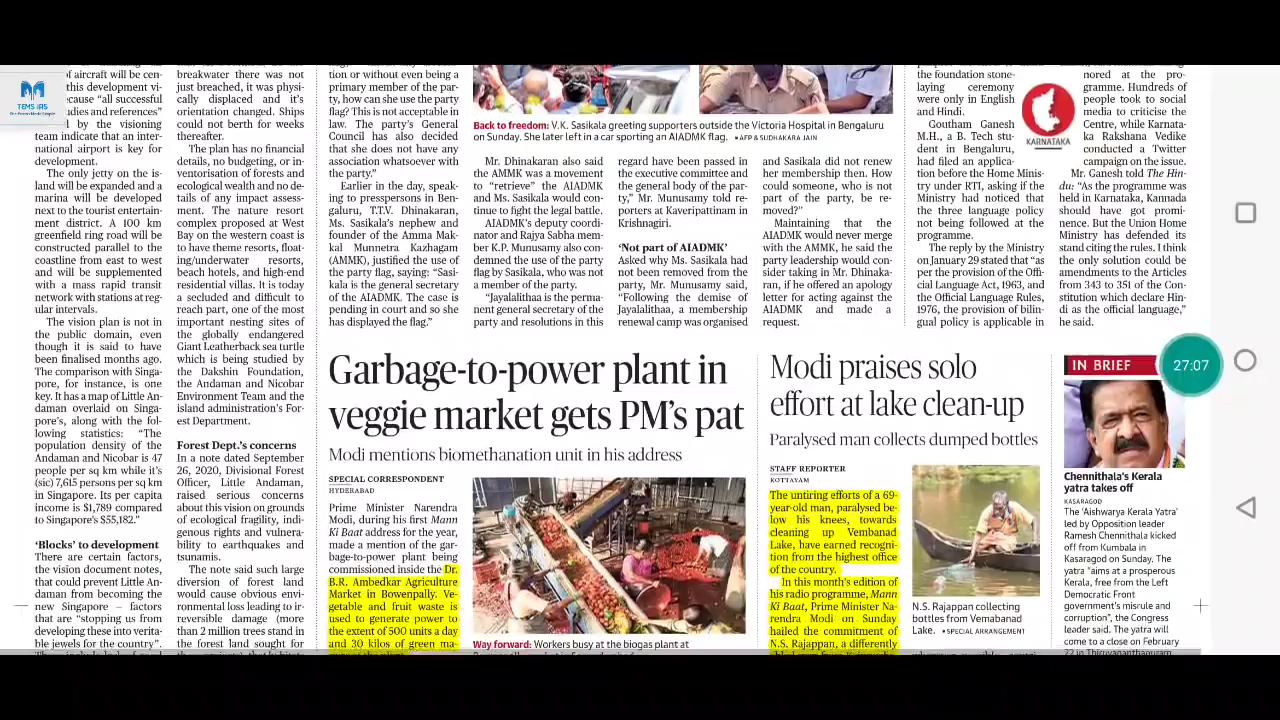 TEMS IAS
of aircraft will be cen-
this development vi-
ecause “all successful
udies and references”
l by the visioning
team indicate that an inter-
national airport is key for
development.
The only jetty on the is-
land will be expanded and a
marina will be developed
next to the tourist entertain-
ment district. A 100 km
greenfield ring road will be
constructed parallel to the
coastline from east to west
and will be supplemented
with a mass rapid transit
network with stations at reg-
ular intervals.
The vision plan is not in
the public domain, even
though it is said to have
been finalised months ago.
The comparison with Singa-
pore, for instance, is one
key. It has a map of Little An-
daman overlaid on Singa-
pore’s, along with the fol-
lowing statistics: “The
population density of the
Andaman and Nicobar is 47
people per sq km while it’s
(sic) 7,615 persons per sq km
in Singapore. Its per capita
income is $1,789 compared
to Singapore’s $55,182.”
‘Blocks’ to development
There are certain factors,
the vision document notes,
that could prevent Little An-
daman from becoming the
new Singapore – factors
that are “stopping us from
developing these into verita-
ble jewels for the country”.
breakwater there was not
just breached, it was physi-
cally displaced and it’s
orientation changed. Ships
could not berth for weeks
thereafter.
The plan has no financial
details, no budgeting, or in-
ventorisation of forests and
ecological wealth and no de-
tails of any impact assess-
ment. The nature resort
complex proposed at West
Bay on the western coast is
to have theme resorts, float-
ing/underwater resorts,
beach hotels, and high-end
residential villas. It is today
a secluded and difficult to
reach part, one of the most
important nesting sites of
the globally endangered
Giant Leatherback sea turtle
which is being studied by
the Dakshin Foundation,
the Andaman and Nicobar
Environment Team and the
island administration’s For-
est Department.
Forest Dept.’s concerns
In a note dated September
26, 2020, Divisional Forest
Officer, Little Andaman,
raised serious concerns
about this vision on grounds
of ecological fragility, indi-
genous rights and vulnera-
bility to earthquakes and
tsunamis.
The note said such large
diversion of forest land
would cause obvious envi-
ronmental loss leading to ir-
reversible damage (more
than 2 million trees stand in
the forest land sought for
tion or without even being a
primary member of the par-
ty, how can she use the party
flag? This is not acceptable in
law. The party’s General
Council has also decided
that she does not have any
association whatsoever with
the party.”
Earlier in the day, speak-
ing to presspersons in Ben-
galuru, T.T.V. Dhinakaran,
Ms. Sasikala’s nephew and
founder of the Amma Mak-
kal Munnetra Kazhagam
(AMMK), justified the use of
the party flag, saying: “Sasi-
kala is the general secretary
of the AIADMK. The case is
pending in court and so she
has displayed the flag.”
Back to freedom: V.K. Sasikala greeting supporters outside the Victoria Hospital in Bengaluru
on Sunday. She later left in a car sporting an AIADMK flag. •AFP & SUDHAKARA JAIN
Mr. Dhinakaran also said
the AMMK was a movement
to “retrieve” the AIADMK
and Ms. Sasikala would con-
tinue to fight the legal battle.
AIADMK’s deputy coordi-
nator and Rajya Sabha mem-
ber K.P. Munusamy also con-
demned the use of the party
flag by Sasikala, who was not
a member of the party.
“Jayalalithaa is the perma-
nent general secretary of the
party and resolutions in this
regard have been passed in
the executive committee and
the general body of the par-
ty,” Mr. Munusamy told re-
porters at Kaveripattinam in
Krishnagiri.
‘Not part of AIADMK’
Asked why Ms. Sasikala had
not been removed from the
party, Mr. Munusamy said,
“Following the demise of
Jayalalithaa, a membership
renewal camp was organised
and Sasikala did not renew
her membership then. How
could someone, who is not
part of the party, be re-
moved?”
Maintaining that the
AIADMK would never merge
with the AMMK, he said the
party leadership would con-
sider taking in Mr. Dhinaka-
ran, if he offered an apology
letter for acting against the
AIADMK and made a
request.
the foundation stone-
laying ceremony
were only in English
and Hindi.
Goutham Ganesh
M.H., a B. Tech stu-
dent in Bengaluru,
had filed an applica-
tion before the Home Minis-
try under RTI, asking if the
Ministry had noticed that
the three language policy
not being followed at the
programme.
The reply by the Ministry
on January 29 stated that “as
per the provision of the Offi-
cial Language Act, 1963, and
the Official Language Rules,
1976, the provision of bilin-
gual policy is applicable in
KARNATAKA
nored at the pro-
gramme. Hundreds of
people took to social
media to criticise the
Centre, while Karnata-
ka Rakshana Vedike
conducted a Twitter
campaign on the issue.
Mr. Ganesh told The Hin-
du: “As the programme was
held in Karnataka, Kannada
should have got promi-
nence. But the Union Home
Ministry has defended its
stand citing the rules. I think
the only solution could be
amendments to the Articles
from 343 to 351 of the Con-
stitution which declare Hin-
di as the official language,”
he said.
Garbage-to-power plant in
veggie market gets PM’s pat
Modi mentions biomethanation unit in his address
SPECIAL CORRESPONDENT
HYDERABAD
Prime Minister Narendra
Modi, during his first Mann
Ki Baat address for the year,
made a mention of the gar-
bage-to-power plant being
commissioned inside the Dr.
B.R. Ambedkar Agriculture
Market in Bowenpally. Ve-
getable and fruit waste is
used to generate power to
the extent of 500 units a day
and 30 kilos of green ma-
Way forward: Workers busy at the biogas plant at
Modi praises solo
effort at lake clean-up
Paralysed man collects dumped bottles
STAFF REPORTER
KOTTAYAM
The untiring efforts of a 69-
year-old man, paralysed be-
low his knees, towards
cleaning up Vembanad
Lake, have earned recogni-
tion from the highest office
of the country.
In this month’s edition of
his radio programme, Mann
Ki Baat, Prime Minister Na-
rendra Modi on Sunday
hailed the commitment of
N.S. Rajappan, a differently
N.S. Rajappan collecting
bottles from Vemabanad
Lake. •SPECIAL ARRANGEMENT
IN BRIEF
27:07
Chennithala’s Kerala
yatra takes off
KASARAGOD
The ‘Aishwarya Kerala Yatra’
led by Opposition leader
Ramesh Chennithala kicked
off from Kumbala in
Kasaragod on Sunday. The
yatra “aims at a prosperous
Kerala, free from the Left
Democratic Front
government’s misrule and
corruption”, the Congress
leader said. The yatra will
come to a close on February
22 in Thiruvananthapuram.